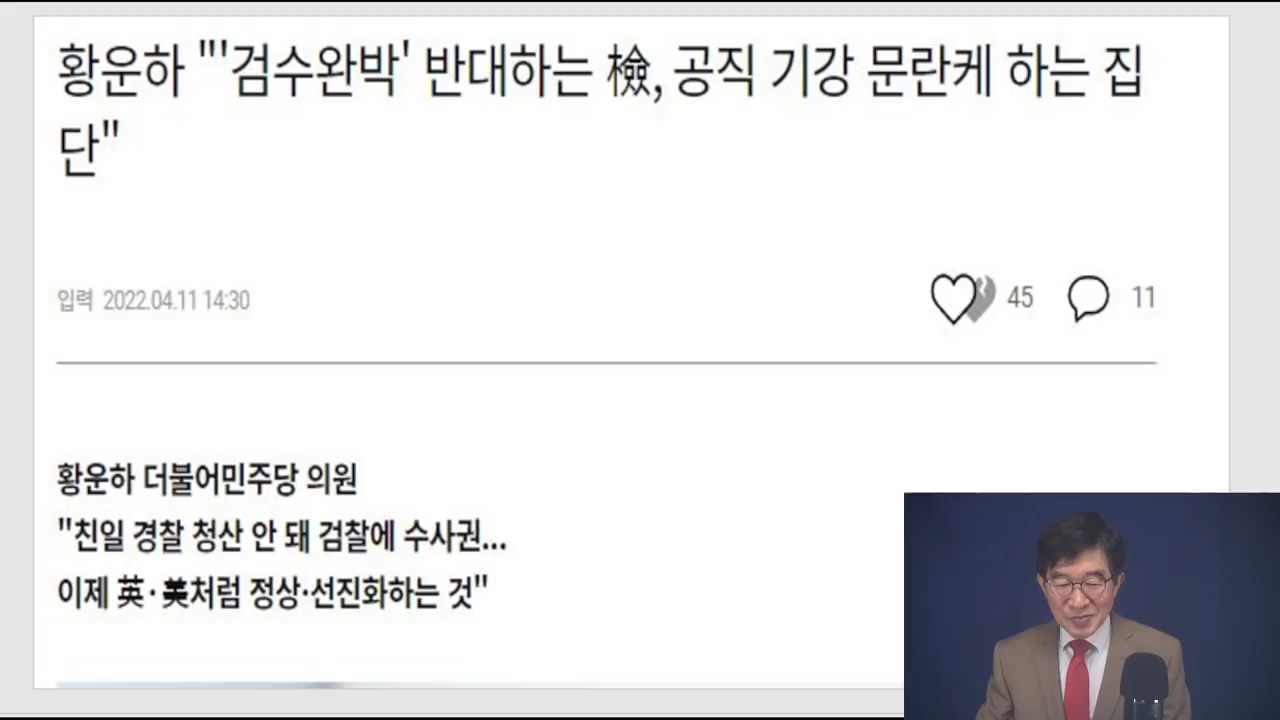 황운하 "'검수완박' 반대하는 檢, 공직 기강 문란케 하는 집
단"
입력 2022.04.11 14:30
45
11
황운하 더불어민주당 의원
"친일 경찰 청산 안 돼 검찰에 수사권...
이제 英·美처럼 정상·선진화하는 것"